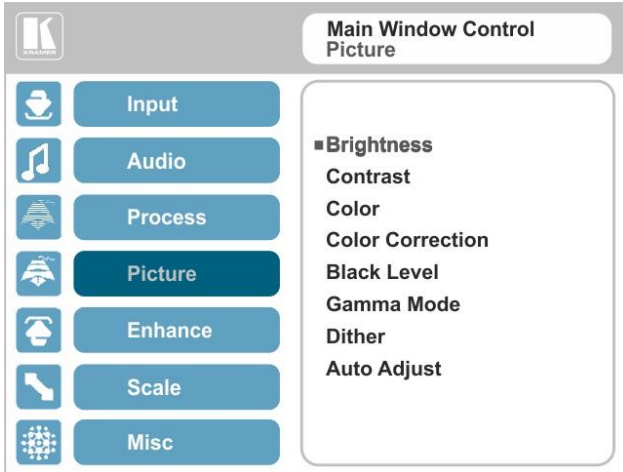 KRAMER
Main Window Control
Picture
Input
Audio
Process
Picture
Enhance
Scale
Misc
Brightness
Contrast
Color
Color Correction
Black Level
Gamma Mode
Dither
Auto Adjust